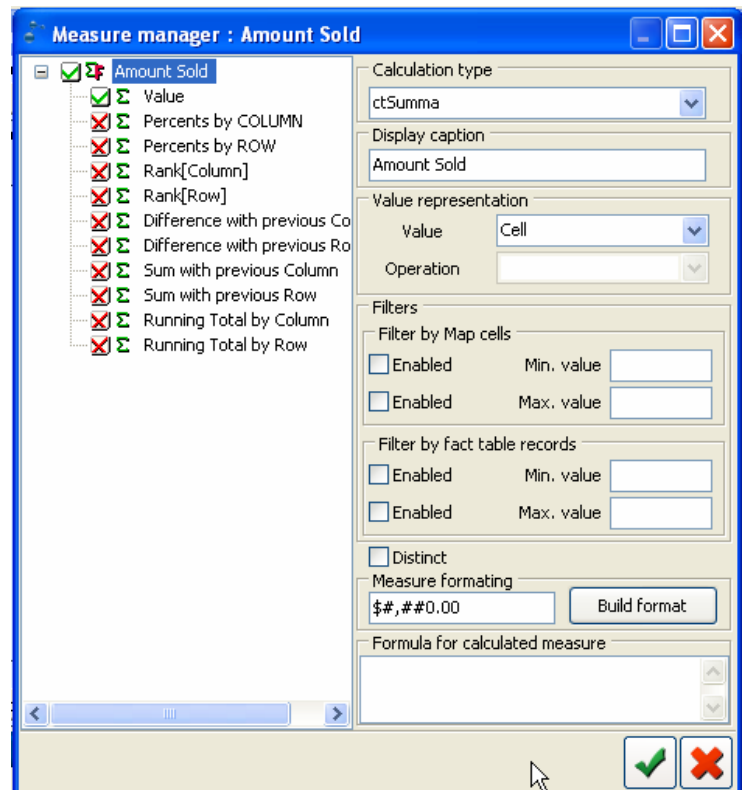 Measure manager : Amount Sold
Amount Sold
Value
Percents by COLUMN
Percents by ROW
Rank[Column]
Rank[Row]
Difference with previous Co
Difference with previous Ro
Sum with previous Column
Sum with previous Row
Running Total by Column
Running Total by Row
Calculation type
ctSumma
Display caption
Amount Sold
Value representation
Value Cell
Operation
Filters
Filter by Map cells
Enabled Min. value
Enabled Max. value
Filter by fact table records
Enabled Min. value
Enabled Max. value
Distinct
Measure formating
$#,##0.00 Build format
Formula for calculated measure